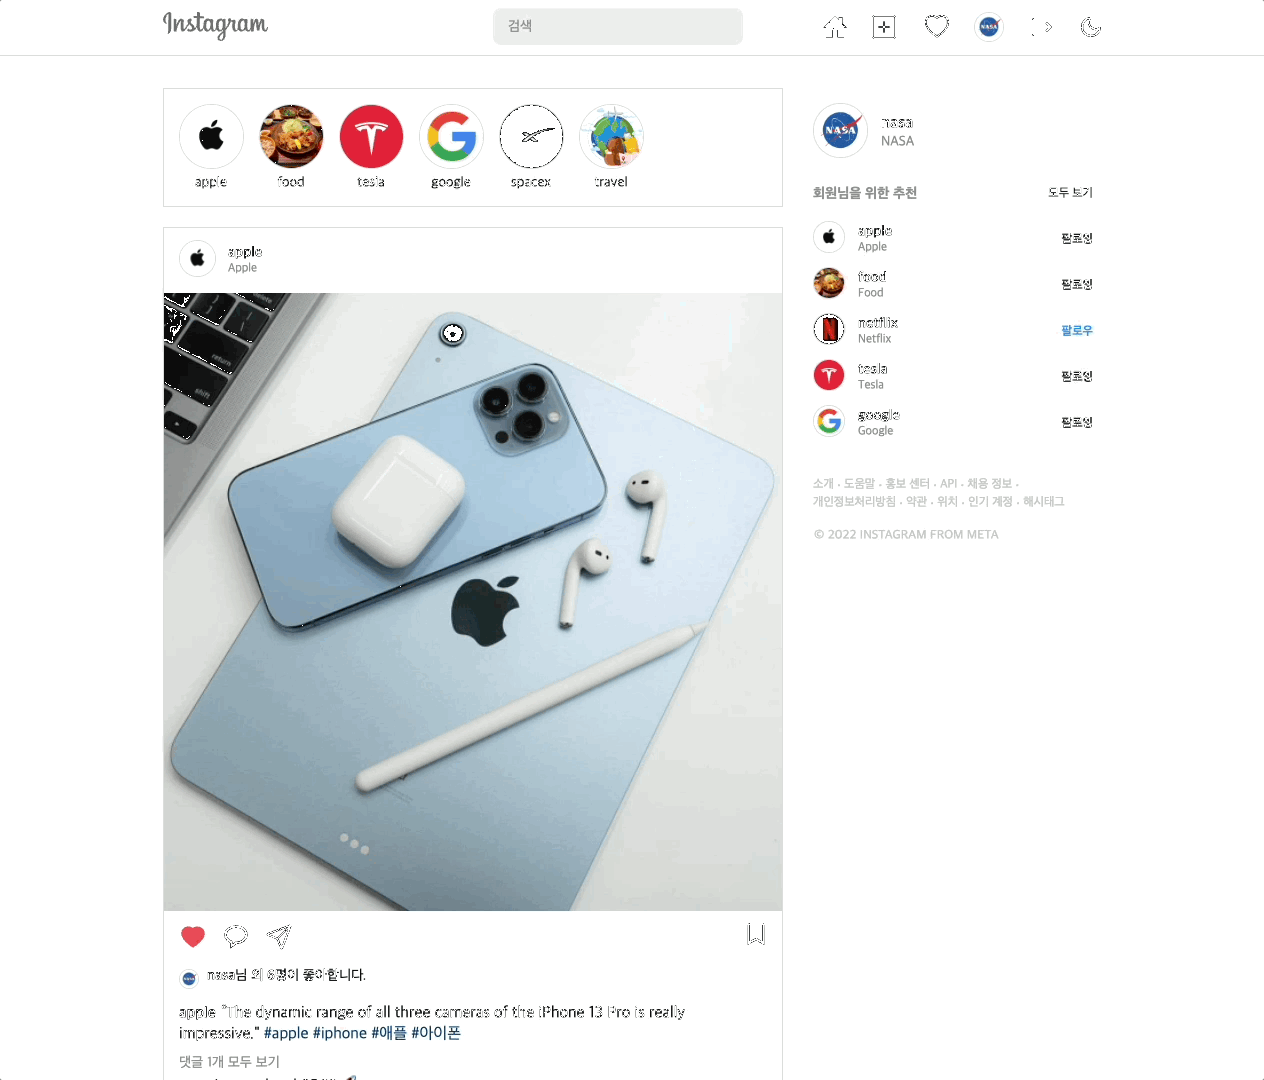 Instagram
검색
NASA
apple
food
tesla
google
spacex
travel
apple
Apple
return
shift
nasa
NASA
회원님을 위한 추천
모두 보기
apple
Apple
팔로잉
food
Food
팔로잉
netflix
Netflix
팔로우
tesla
Tesla
팔로잉
google
Google
팔로잉
소개 . 도움말 . 홍보 센터 . API . 채용 정보 .
개인정보처리방침 . 약관 . 위치 . 인기 계정 . 해시태그
© 2022 INSTAGRAM FROM META
nasa님 외 6명이 좋아합니다.
apple "The dynamic range of all three cameras of the iPhone 13 Pro is really
impressive." #apple #iphone #애플 #아이폰
댓글 1개 모두 보기